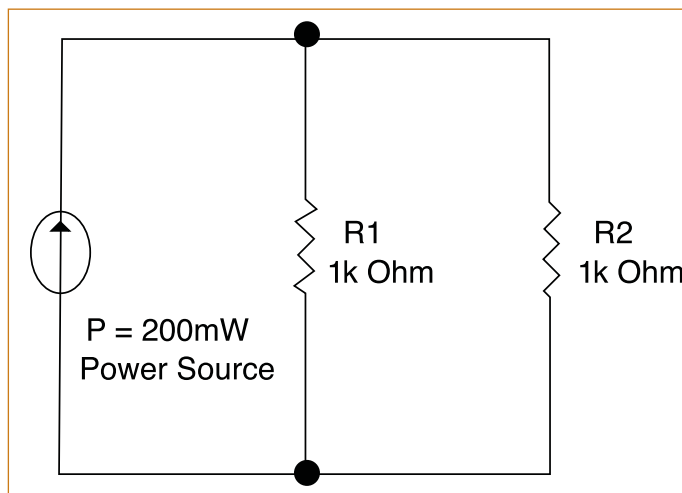 R1
1k Ohm
R2
1k Ohm
P = 200mW
Power Source